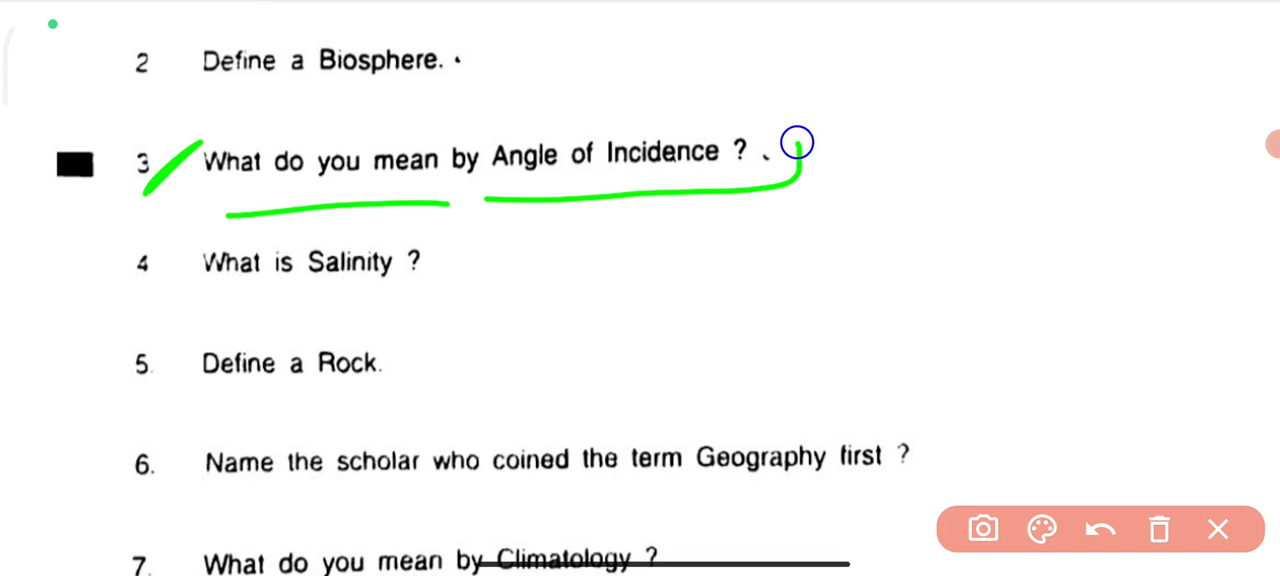 2 Define a Biosphere.
3 What do you mean by Angle of Incidence ?
4 What is Salinity ?
5. Define a Rock.
6. Name the scholar who coined the term Geography first ?
7. What do you mean by Climatology ?